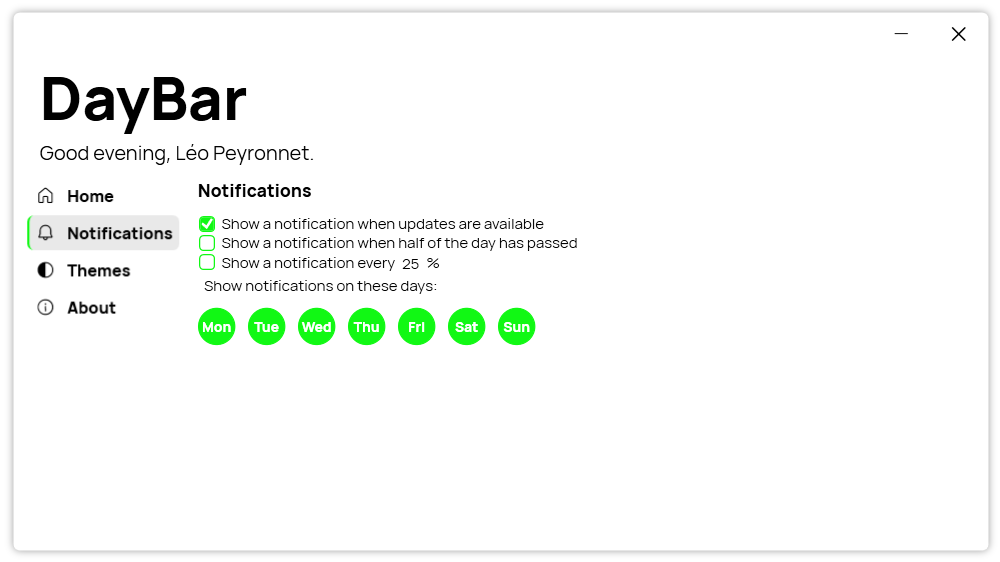 DayBar
Good evening, Léo Peyronnet.
Home
Notifications
Themes
About
Notifications
Show a notification when updates are available
Show a notification when half of the day has passed
Show a notification every 25 %
Show notifications on these days:
Mon Tue Wed Thu Fri Sat Sun